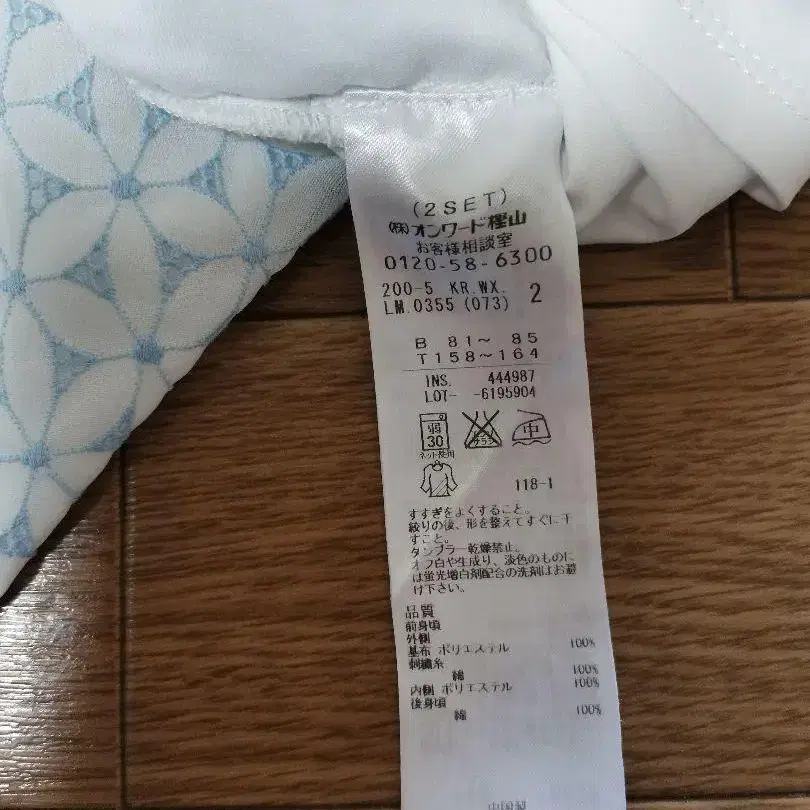 (2SET)
(株)オンワード樫山
お客様相談室
0120-58-6300
200-5 KR.WX.
LM.0355 (073) 2
B 81～ 85
T158～164
INS. 444987
LOT- -6195904
弱
30
中
ネット使用
118-1
すすぎをよくすること。
絞りの後、形を整えてすぐに干
すこと。
タンブラー乾燥禁止。
オフ白や生成り、淡色のものに
は蛍光増白剤配合の洗剤はお避
け下さい。
品質
前身頃
外側
基布 ポリエステル 100%
刺繍糸
綿 100%
内側 ポリエステル 100%
後身頃
綿 100%
中国製